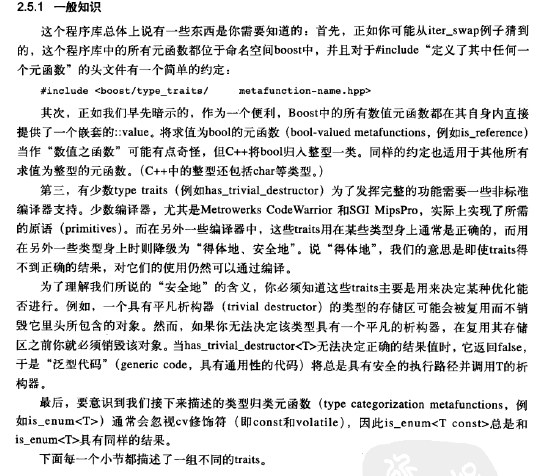 2.5.1 一般知识
这个程序库总体上说有一些东西是你需要知道的：首先，正如你可能从iter_swap例子猜到
的，这个程序库中的所有元函数都位于命名空间boost中，并且对于#include“定义了其中任何一
个元函数”的头文件有一个简单的约定：
#include <boost/type_traits/ metafunction-name.hpp>
其次，正如我们早先暗示的，作为一个便利，Boost中的所有数值元函数都在其自身内直接
提供了一个嵌套的::value。将求值为bool的元函数（bool-valued metafunctions，例如is_reference）
当作“数值之函数”可能有点奇怪，但C++将bool归入整型一类。同样的约定也适用于其他所有
求值为整型的元函数。（C++中的整型还包括char等类型。）
第三，有少数type traits（例如has_trivial_destructor）为了发挥完整的功能需要一些非标准
编译器支持。少数编译器，尤其是Metrowerks CodeWarrior 和SGI MipsPro，实际上实现了所需
的原语（primitives）。而在另外一些编译器中，这些traits用在某些类型身上通常是正确的，而用
在另外一些类型身上时则降级为“得体地、安全地”。说“得体地”，我们的意思是即使traits得
不到正确的结果，对它们的使用仍然可以通过编译。
为了理解我们所说的“安全地”的含义，你必须知道这些traits主要是用来决定某种优化能
否进行。例如，一个具有平凡析构器（trivial destructor）的类型的存储区可能会被复用而不销
毁它里头所包含的对象。然而，如果你无法决定该类型具有一个平凡的析构器，在复用其存储
区之前你就必须销毁该对象。当has_trivial_destructor<T>无法决定正确的结果值时，它返回false，
于是“泛型代码”（generic code，具有通用性的代码）将总是具有安全的执行路径并调用T的析
构器。
最后，要意识到我们接下来描述的类型归类元函数（type categorization metafunctions，例
如is_enum<T>）通常会忽视cv修饰符（即const和volatile），因此is_enum<T const>总是和
is_enum<T>具有同样的结果。
下面每一个小节都描述了一组不同的traits。